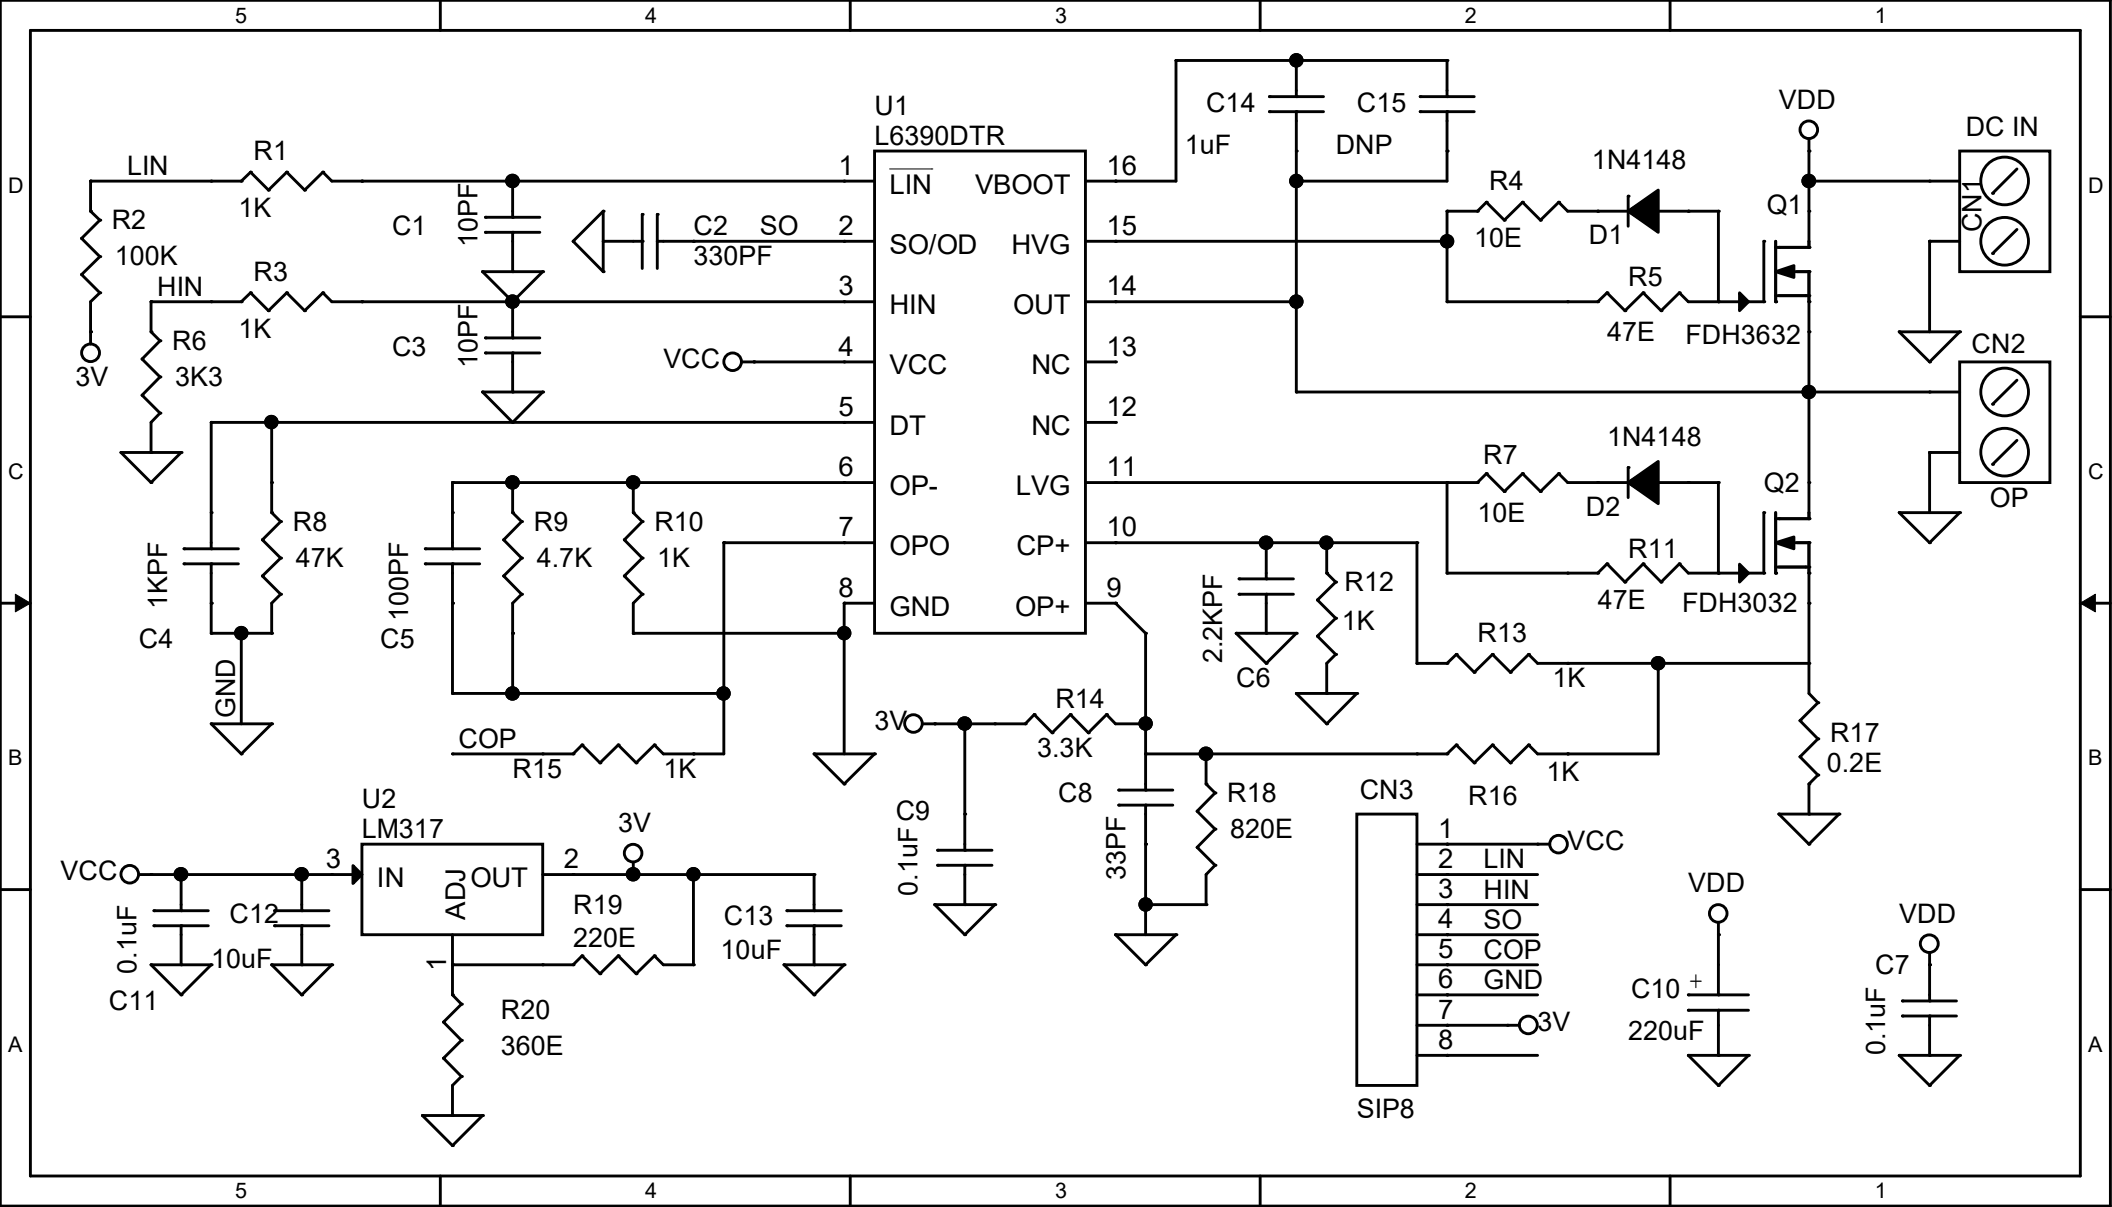 5 4 3 2 1
D
C
B
A
D
C
B
A
5 4 3 2 1
U1
L6390DTR
1 LIN
2 SO/OD
3 HIN
4 VCC
5 DT
6 OP-
7 OPO
8 GND
VBOOT 16
HVG 15
OUT 14
NC 13
NC 12
LVG 11
CP+ 10
OP+ 9
LIN
R1
1K
R2
100K
3V
HIN
R3
1K
R6
3K3
C1
10PF
C2 SO
330PF
C3
10PF
VCC
1KPF
C4
R8
47K
GND
100PF
C5
R9
4.7K
R10
1K
COP
R15
1K
C14
1uF
C15
DNP
VDD
DC IN
CN1
R4
10E
1N4148
D1
Q1
R5
47E
FDH3632
CN2
OP
R7
10E
1N4148
D2
Q2
R11
47E
FDH3032
2.2KPF
C6
R12
1K
R13
1K
3V
R14
3.3K
C9
0.1uF
C8
33PF
R18
820E
R16
1K
R17
0.2E
U2
LM317
VCC
3 IN
ADJ
OUT 2
1
3V
0.1uF
C11
C12
10uF
R19
220E
C13
10uF
R20
360E
CN3
1 VCC
2 LIN
3 HIN
4 SO
5 COP
6 GND
7 3V
8
SIP8
VDD
C10 +
220uF
VDD
C7
0.1uF